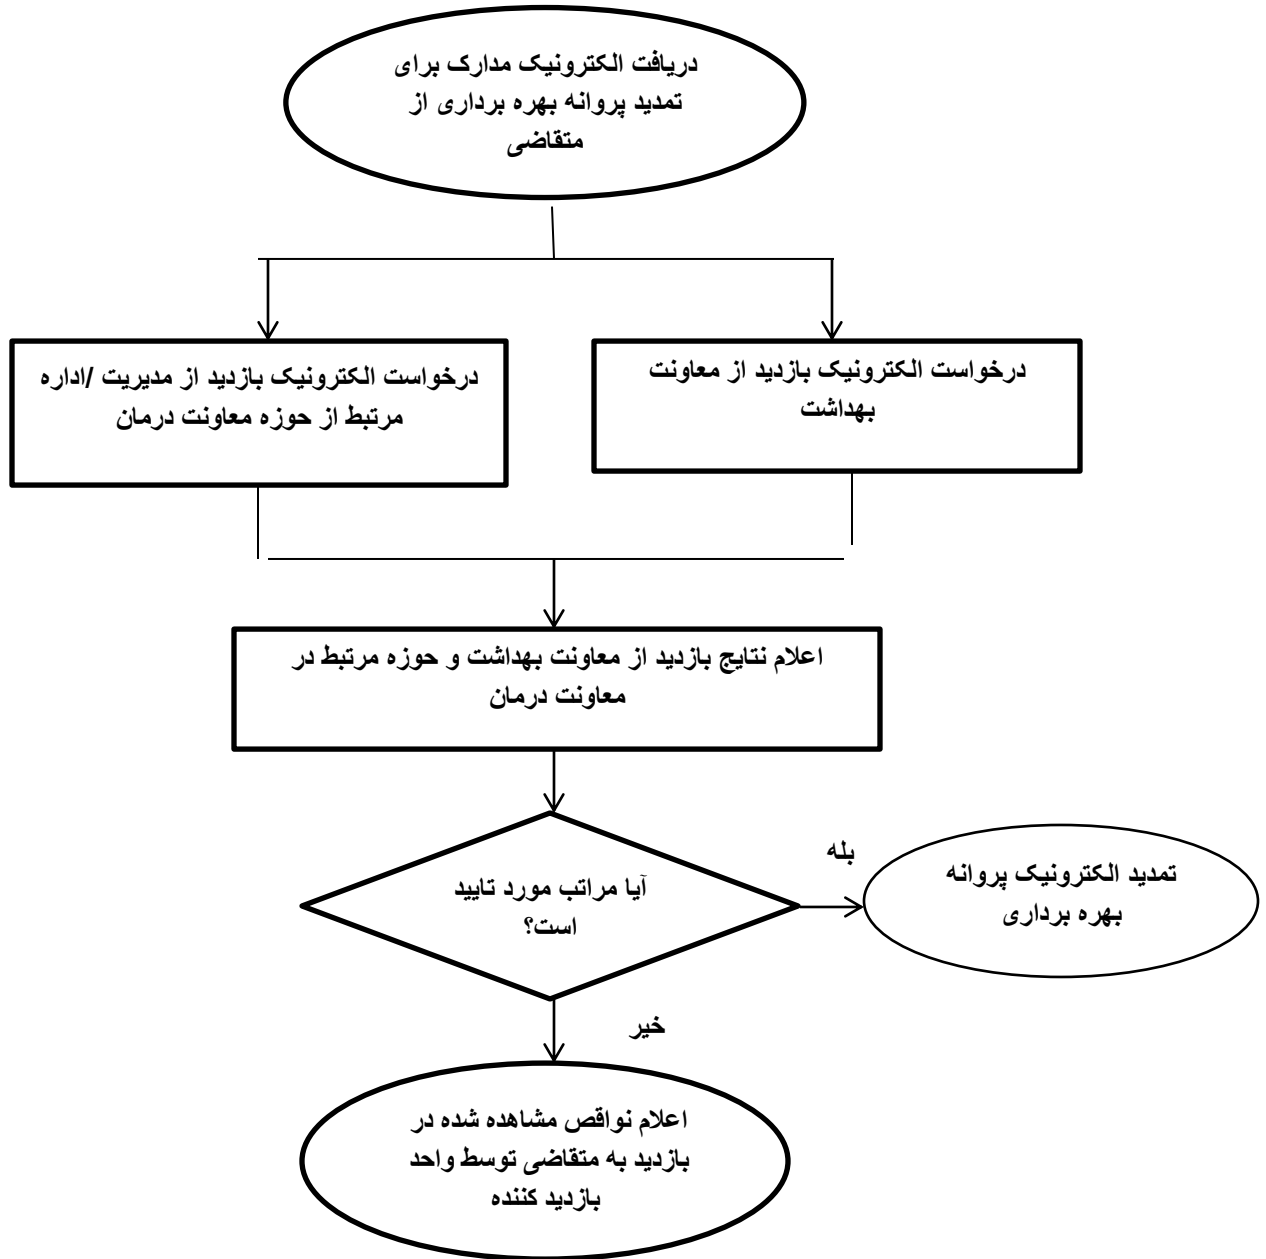 دریافت الکترونیک مدارک برای
تمدید پروانه بهره برداری از
متقاضی
درخواست الکترونیک بازدید از معاونت
بهداشت
درخواست الکترونیک بازدید از مدیریت /اداره
مرتبط از حوزه معاونت درمان
اعلام نتایج بازدید از معاونت بهداشت و حوزه مرتبط در
معاونت درمان
آیا مراتب مورد تایید
است؟
بله
تمدید الکترونیک پروانه
بهره برداری
خیر
اعلام نواقص مشاهده شده در
بازدید به متقاضی توسط واحد
بازدید کننده